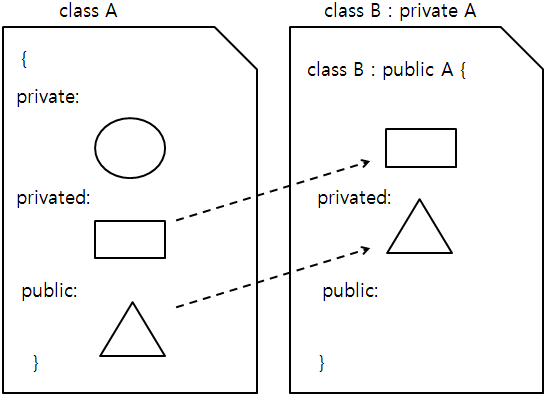 class A
{
private:
privated:
public:
}
class B : private A
class B : public A {
privated:
public:
}